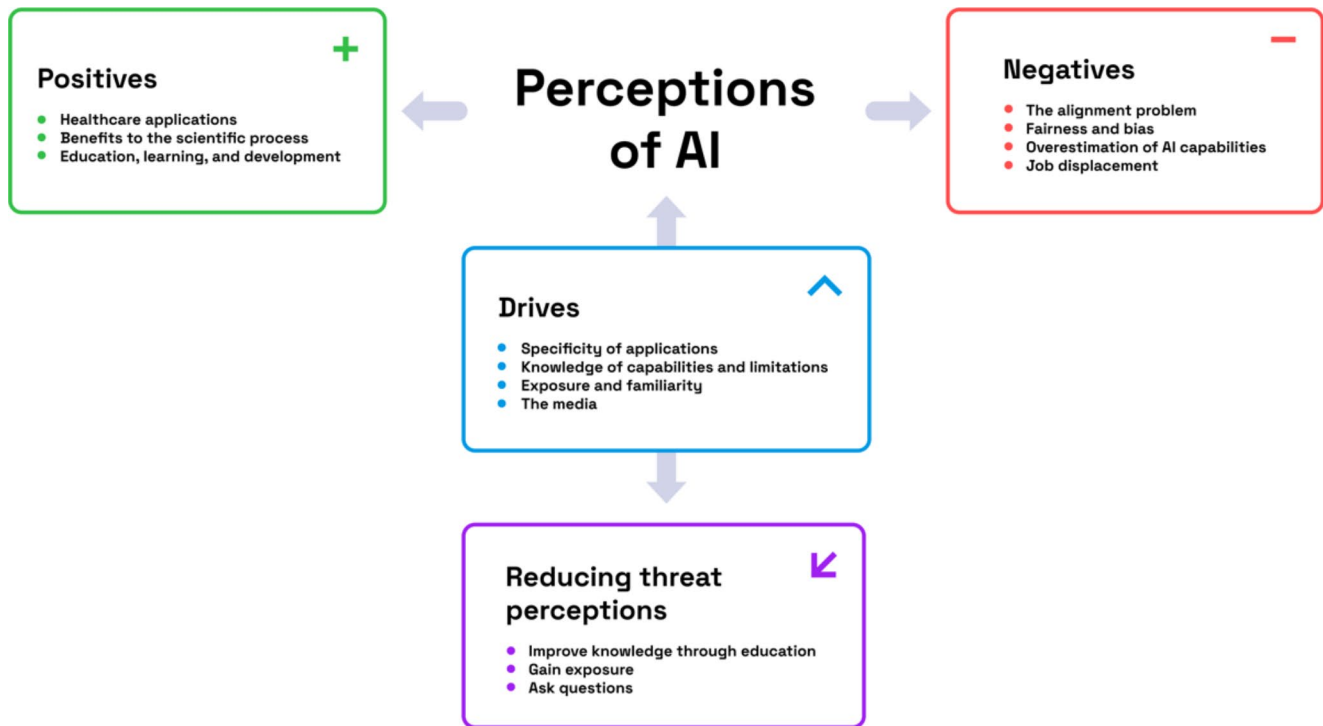 Perceptions
of AI
Positives
Healthcare applications
Benefits to the scientific process
Education, learning, and development
Negatives
The alignment problem
Fairness and bias
Overestimation of AI capabilities
Job displacement
Drives
Specificity of applications
Knowledge of capabilities and limitations
Exposure and familiarity
The media
Reducing threat
perceptions
Improve knowledge through education
Gain exposure
Ask questions